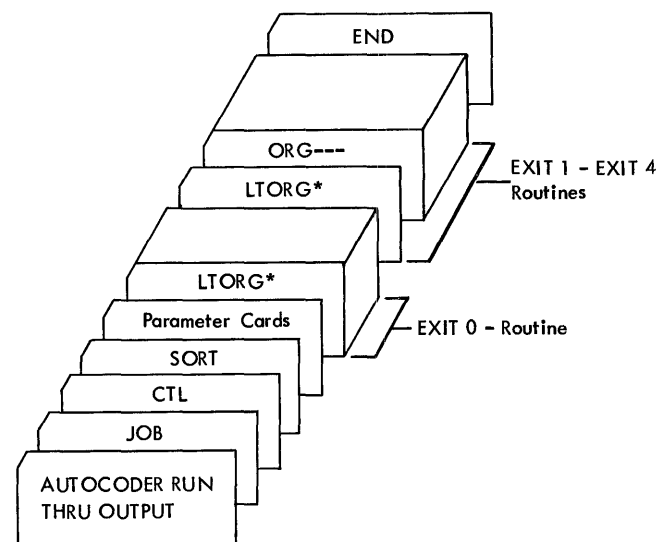 END
ORG---
LTORG*
EXIT 1 - EXIT 4
Routines
LTORG*
Parameter Cards
EXIT 0 - Routine
SORT
CTL
JOB
AUTOCODER RUN
THRU OUTPUT